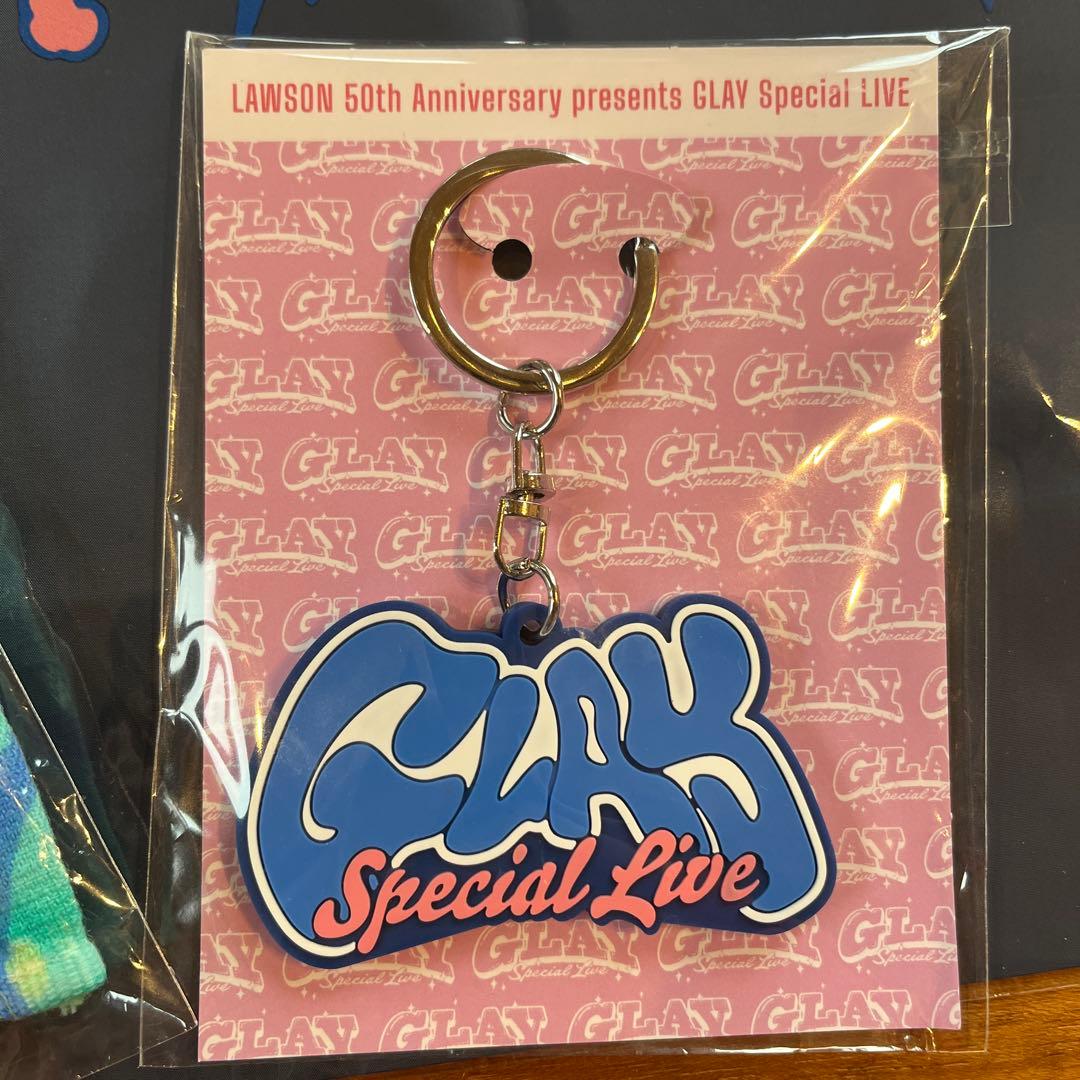 LAWSON 50th Anniversary presents GLAY Special LIVE
GLAY
Special Live